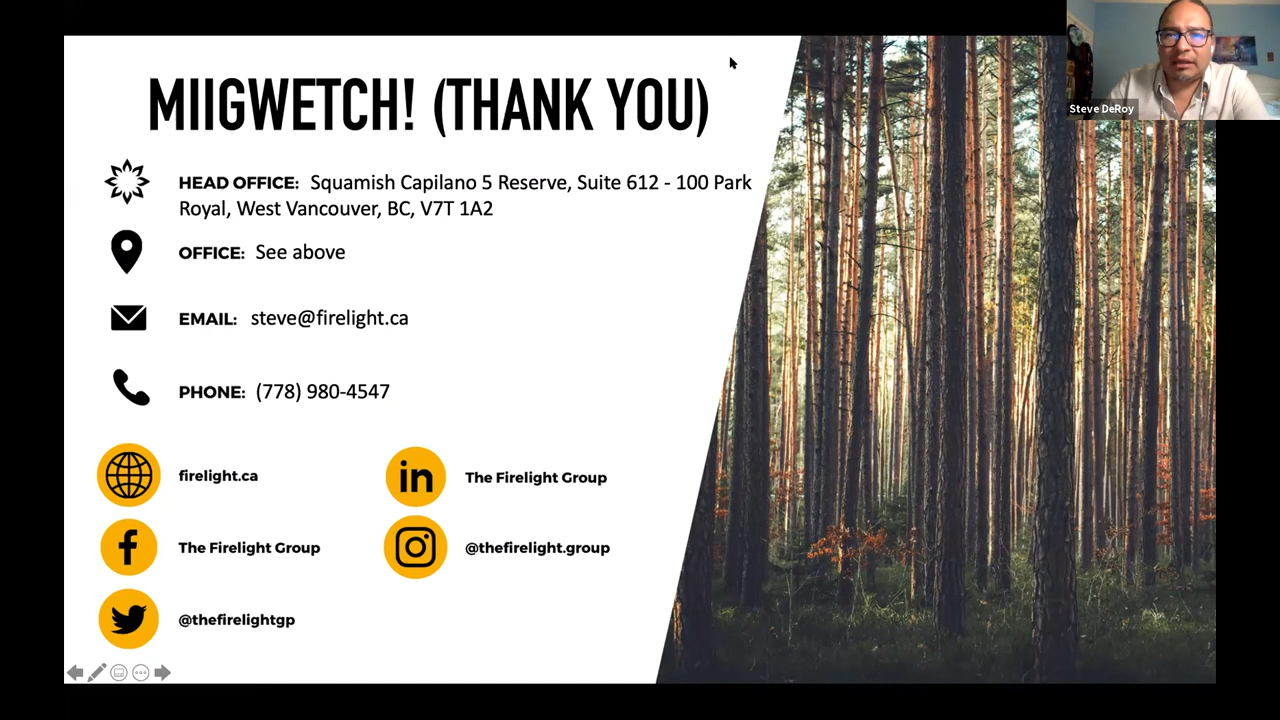 MIIGWETCH! (THANK YOU)
HEAD OFFICE: Squamish Capilano 5 Reserve, Suite 612 - 100 Park
Royal, West Vancouver, BC, V7T 1A2
OFFICE: See above
EMAIL: steve@firelight.ca
PHONE: (778) 980-4547
firelight.ca
in The Firelight Group
f The Firelight Group
@thefirelight.group
@thefirelightgp
Steve DeRoy